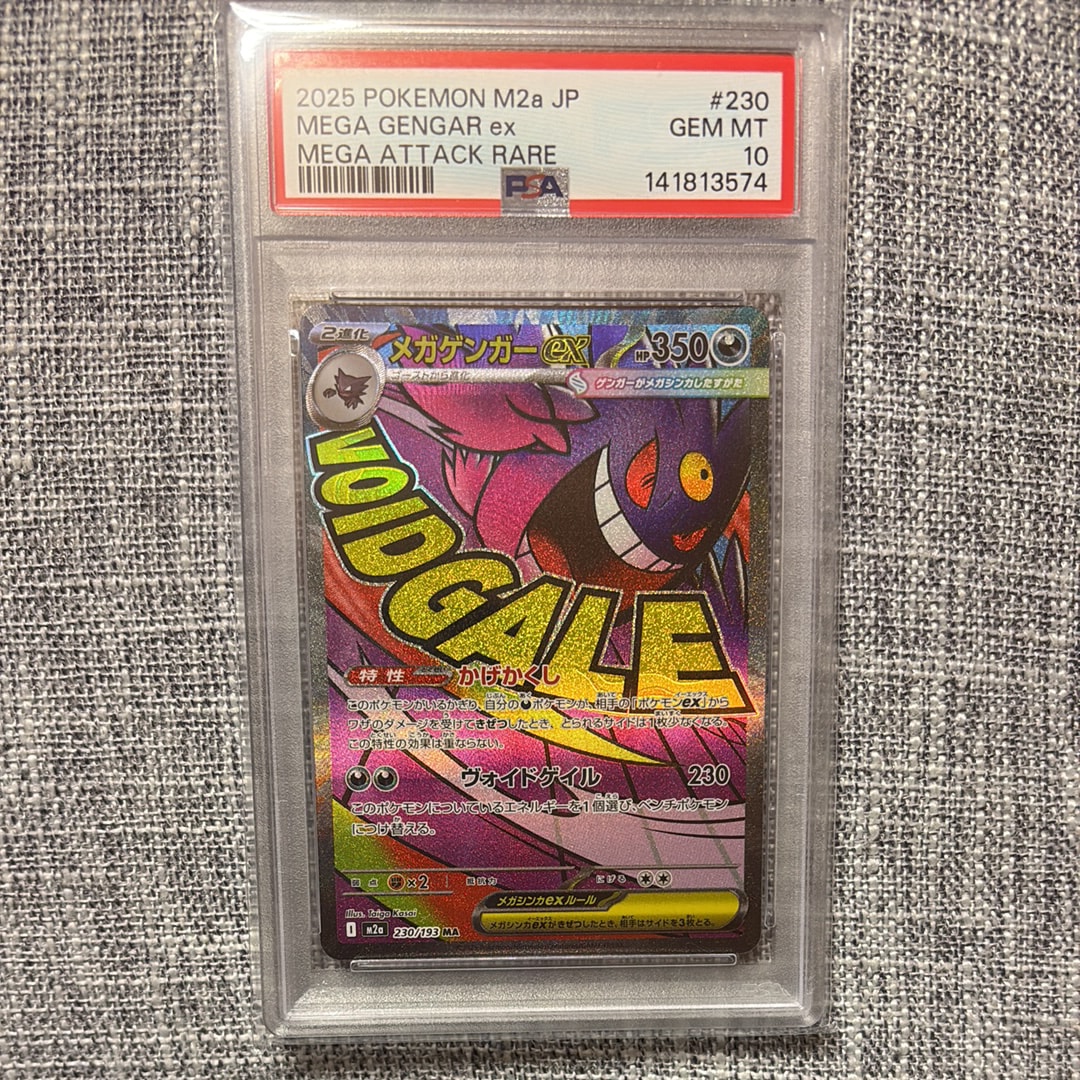 2025 POKEMON M2a JP #230
MEGA GENGAR ex GEM MT
MEGA ATTACK RARE 10
PSA 141813574
2進化 メガゲンガーex HP350
ゴーストから進化 ゲンガーがメガシンカしたすがた
VOID GALE
特性 かげかくし
このポケモンがいるかぎり、自分の悪ポケモンが、相手の「ポケモンex」から
ワザのダメージを受けてきぜつしたとき、とられるサイドは1枚少なくなる。
この特性の効果は重ならない。
ヴォイドゲイル 230
このポケモンについているエネルギーを1個選び、ベンチポケモン
につけ替える。
弱点 ×2 抵抗力 にげる
メガシンカexルール
メガシンカexがきぜつしたとき、相手はサイドを3枚とる。
Illus. Taiga Kasai
I M2a 230/193 MA